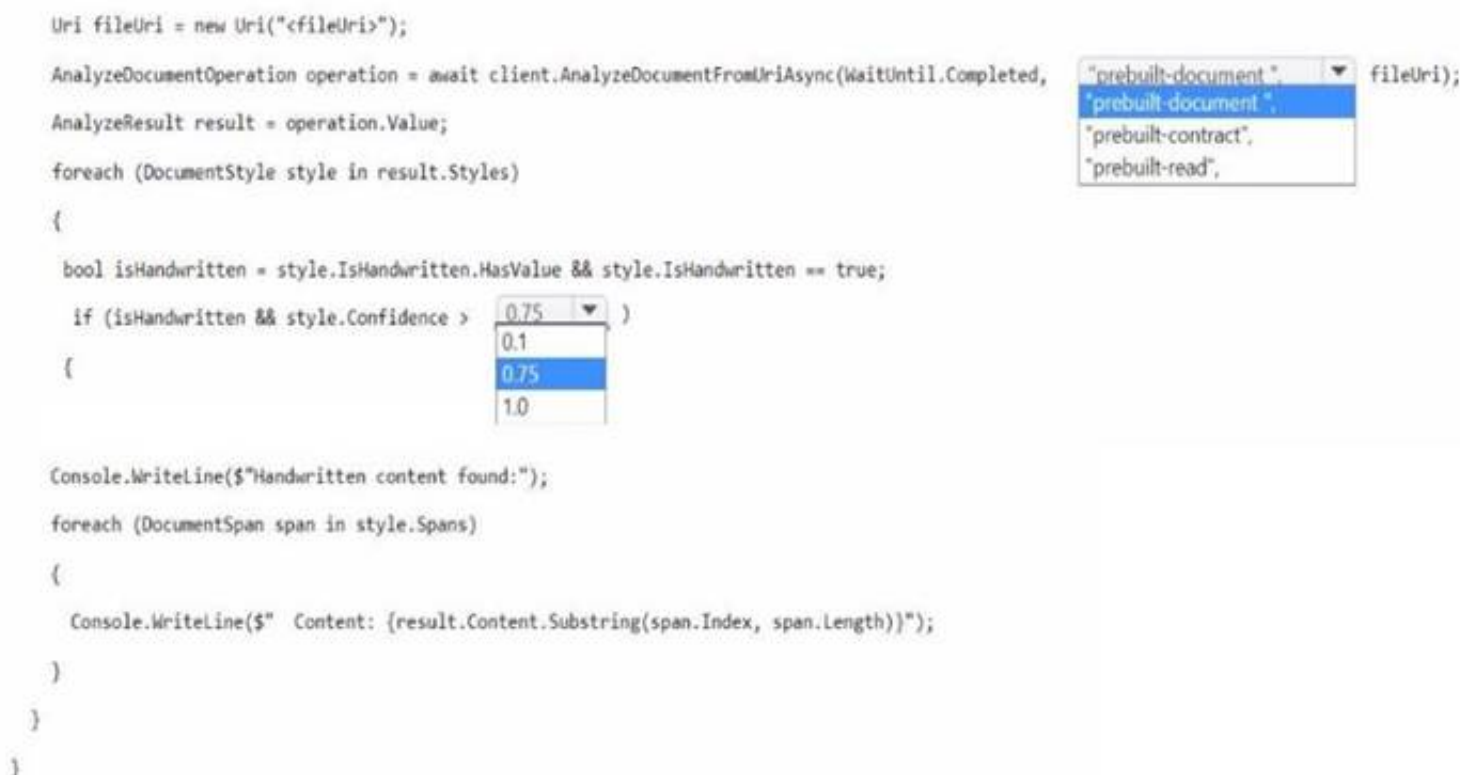 Uri fileUri = new Uri("<fileUri>");
AnalyzeDocumentOperation operation = await client.AnalyzeDocumentFromUriAsync(WaitUntil.Completed, "prebuilt-document ", fileUri);
"prebuilt-document ",
"prebuilt-contract",
"prebuilt-read",
AnalyzeResult result = operation.Value;
foreach (DocumentStyle style in result.Styles)
{
bool isHandwritten = style.IsHandwritten.HasValue && style.IsHandwritten == true;
if (isHandwritten && style.Confidence > 0.75 )
0.1
{
0.75
1.0
Console.WriteLine($"Handwritten content found:");
foreach (DocumentSpan span in style.Spans)
{
Console.WriteLine($" Content: {result.Content.Substring(span.Index, span.Length)}");
}
}
}